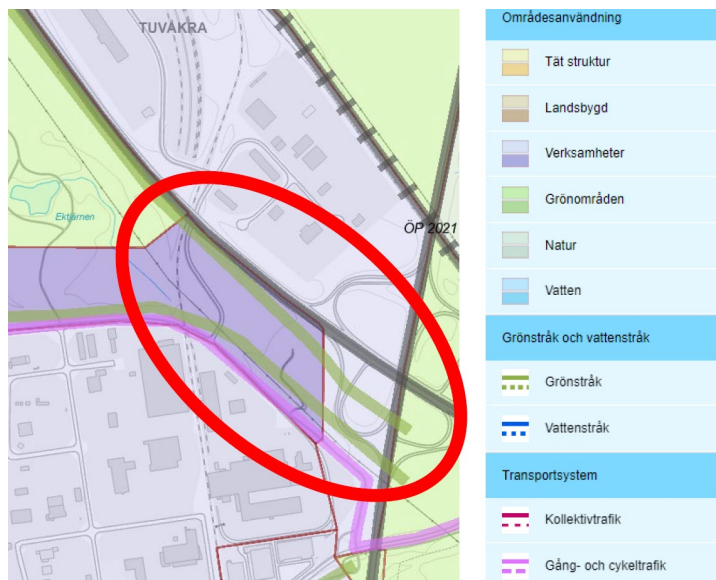 TUVÅKRA
Ektjärnen
ÖP 2021
Områdesanvändning
Tät struktur
Landsbygd
Verksamheter
Grönområden
Natur
Vatten
Grönstråk och vattenstråk
Grönstråk
Vattenstråk
Transportsystem
Kollektivtrafik
Gång- och cykeltrafik